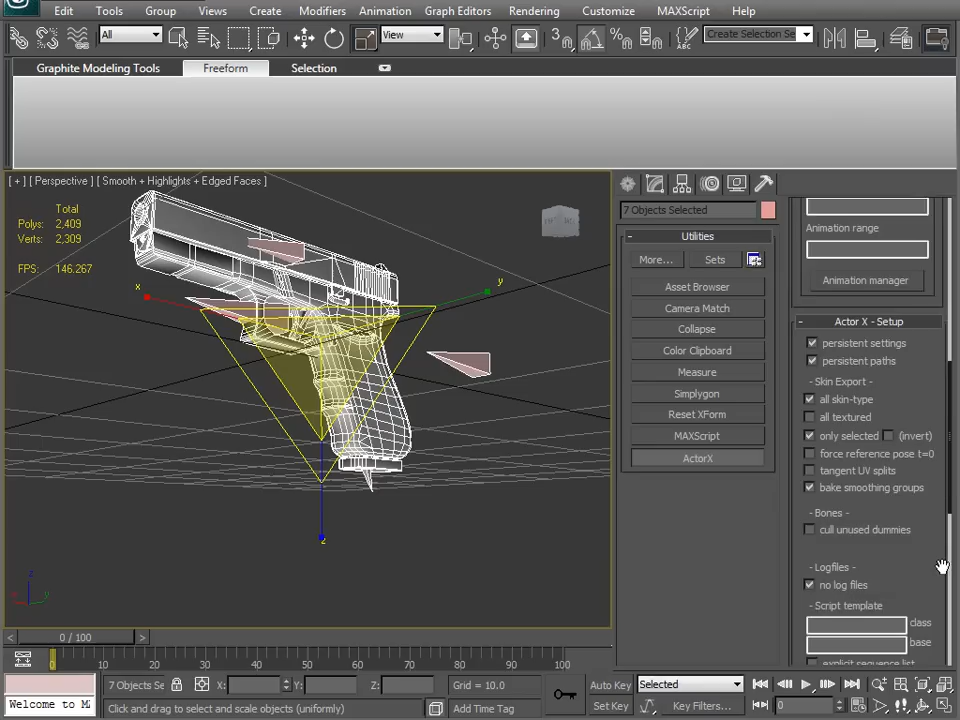 Edit Tools Group Views Create Modifiers Animation Graph Editors Rendering Customize MAXScript Help
All View Create Selection Se
Graphite Modeling Tools Freeform Selection
[ + ] [ Perspective ] [ Smooth + Highlights + Edged Faces ]
Total
Polys: 2,409
Verts: 2,309
FPS: 146.267
x
y
z
z
x y
7 Objects Selected
- Utilities
More... Sets
Asset Browser
Camera Match
Collapse
Color Clipboard
Measure
Simplygon
Reset XForm
MAXScript
ActorX
Animation range
Animation manager
- Actor X - Setup
persistent settings
persistent paths
- Skin Export -
all skin-type
all textured
only selected (invert)
force reference pose t=0
tangent UV splits
bake smoothing groups
- Bones -
cull unused dummies
- Logfiles -
no log files
- Script template
class
base
explicit sequence list
< 0 / 100 >
0 10 20 30 40 50 60 70 80 90 100
7 Objects Se X: Y: Z: Grid = 10.0 Auto Key Selected
Welcome to M Click and drag to select and scale objects (uniformly) Add Time Tag Set Key Key Filters... 0